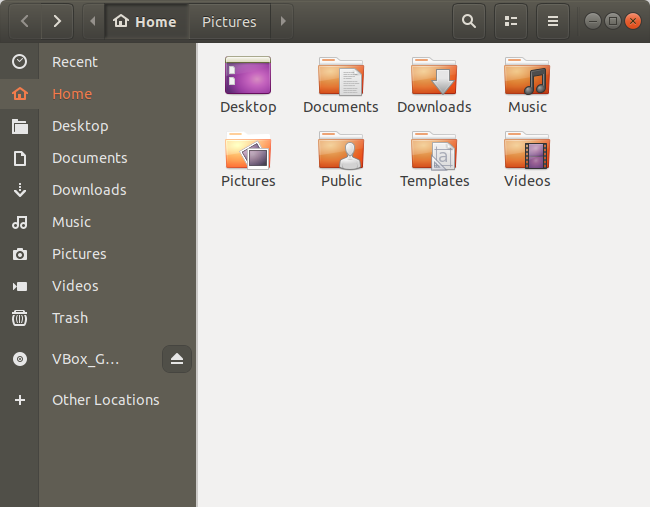 Home
Pictures
Recent
Home
Desktop
Documents
Downloads
Music
Pictures
Videos
Trash
VBox_G...
Other Locations
Desktop
Documents
Downloads
Music
Pictures
Public
Templates
Videos